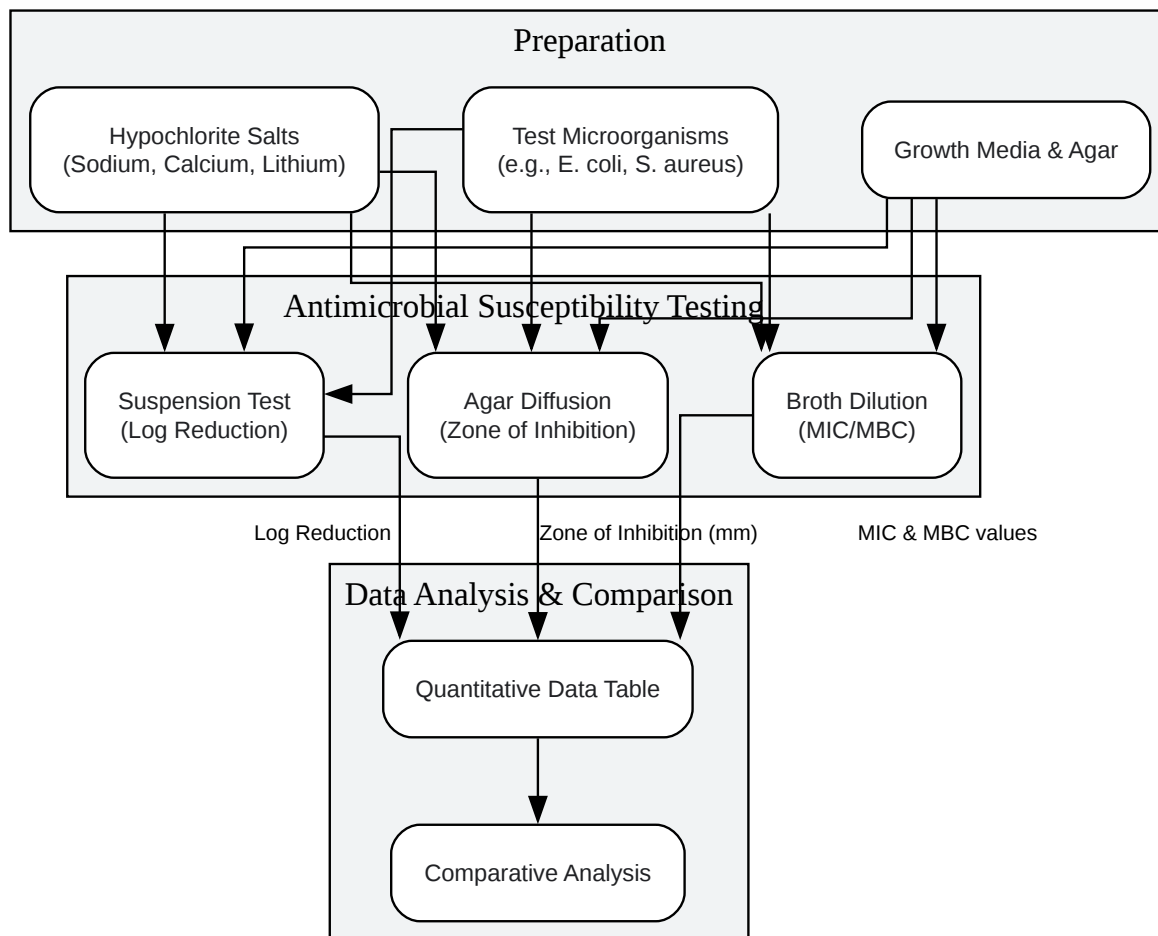 Preparation
Hypochlorite Salts
(Sodium, Calcium, Lithium)
Test Microorganisms
(e.g., E. coli, S. aureus)
Growth Media & Agar
Antimicrobial Susceptibility Testing
Suspension Test
(Log Reduction)
Agar Diffusion
(Zone of Inhibition)
Broth Dilution
(MIC/MBC)
Log Reduction
Zone of Inhibition (mm)
MIC & MBC values
Data Analysis & Comparison
Quantitative Data Table
Comparative Analysis